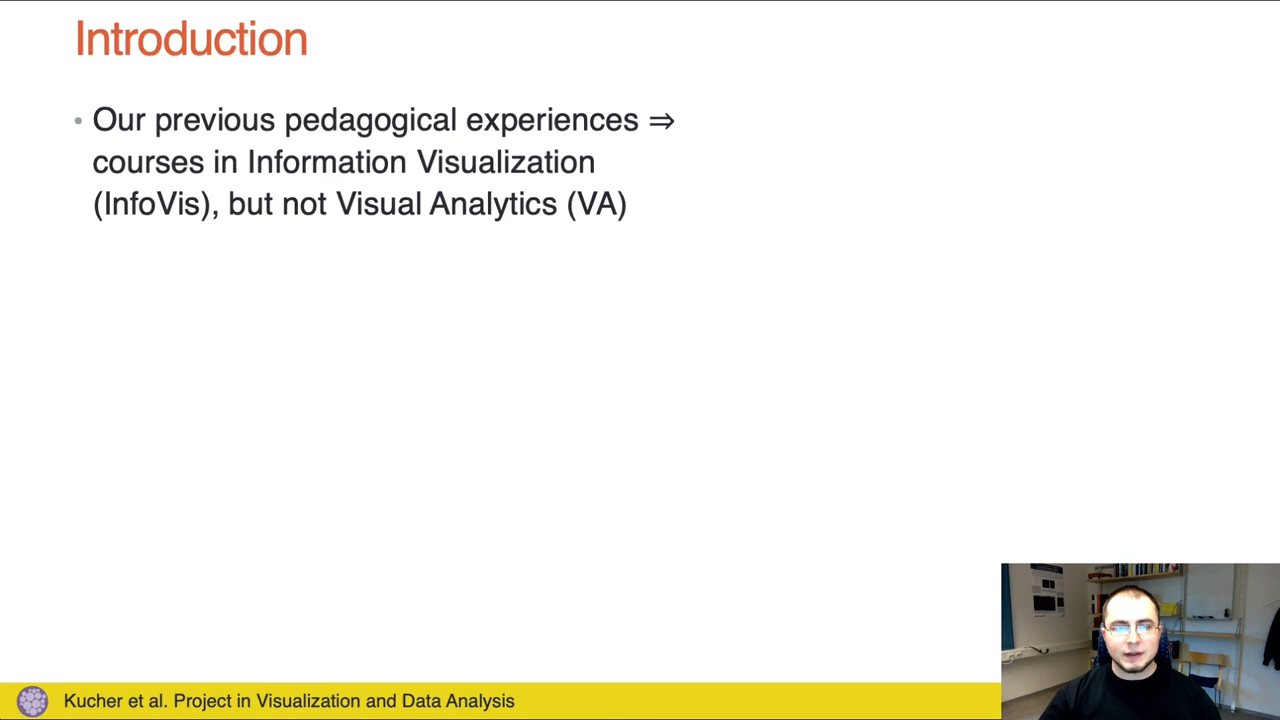 Introduction
• Our previous pedagogical experiences ⇒
courses in Information Visualization
(InfoVis), but not Visual Analytics (VA)
Kucher et al. Project in Visualization and Data Analysis